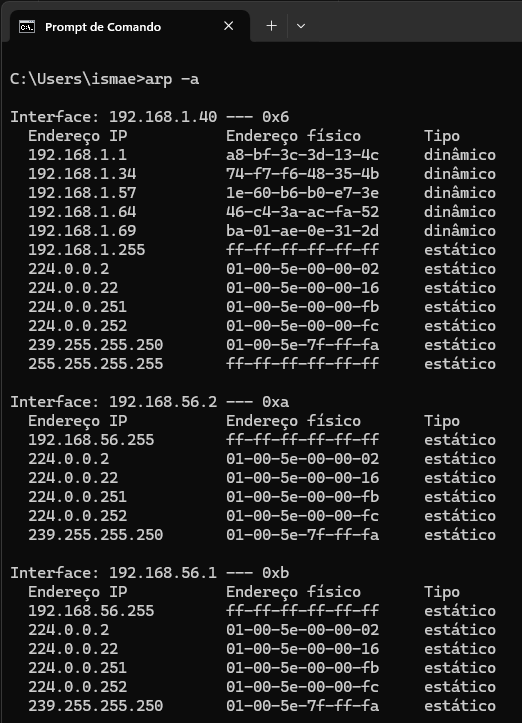 Prompt de Comando
C:\Users\ismae>arp -a
Interface: 192.168.1.40 --- 0x6
Endereço IP Endereço físico Tipo
192.168.1.1 a8-bf-3c-3d-13-4c dinâmico
192.168.1.34 74-f7-f6-48-35-4b dinâmico
192.168.1.57 1e-60-b6-b0-e7-3e dinâmico
192.168.1.64 46-c4-3a-ac-fa-52 dinâmico
192.168.1.69 ba-01-ae-0e-31-2d dinâmico
192.168.1.255 ff-ff-ff-ff-ff-ff estático
224.0.0.2 01-00-5e-00-00-02 estático
224.0.0.22 01-00-5e-00-00-16 estático
224.0.0.251 01-00-5e-00-00-fb estático
224.0.0.252 01-00-5e-00-00-fc estático
239.255.255.250 01-00-5e-7f-ff-fa estático
255.255.255.255 ff-ff-ff-ff-ff-ff estático
Interface: 192.168.56.2 --- 0xa
Endereço IP Endereço físico Tipo
192.168.56.255 ff-ff-ff-ff-ff-ff estático
224.0.0.2 01-00-5e-00-00-02 estático
224.0.0.22 01-00-5e-00-00-16 estático
224.0.0.251 01-00-5e-00-00-fb estático
224.0.0.252 01-00-5e-00-00-fc estático
239.255.255.250 01-00-5e-7f-ff-fa estático
Interface: 192.168.56.1 --- 0xb
Endereço IP Endereço físico Tipo
192.168.56.255 ff-ff-ff-ff-ff-ff estático
224.0.0.2 01-00-5e-00-00-02 estático
224.0.0.22 01-00-5e-00-00-16 estático
224.0.0.251 01-00-5e-00-00-fb estático
224.0.0.252 01-00-5e-00-00-fc estático
239.255.255.250 01-00-5e-7f-ff-fa estático